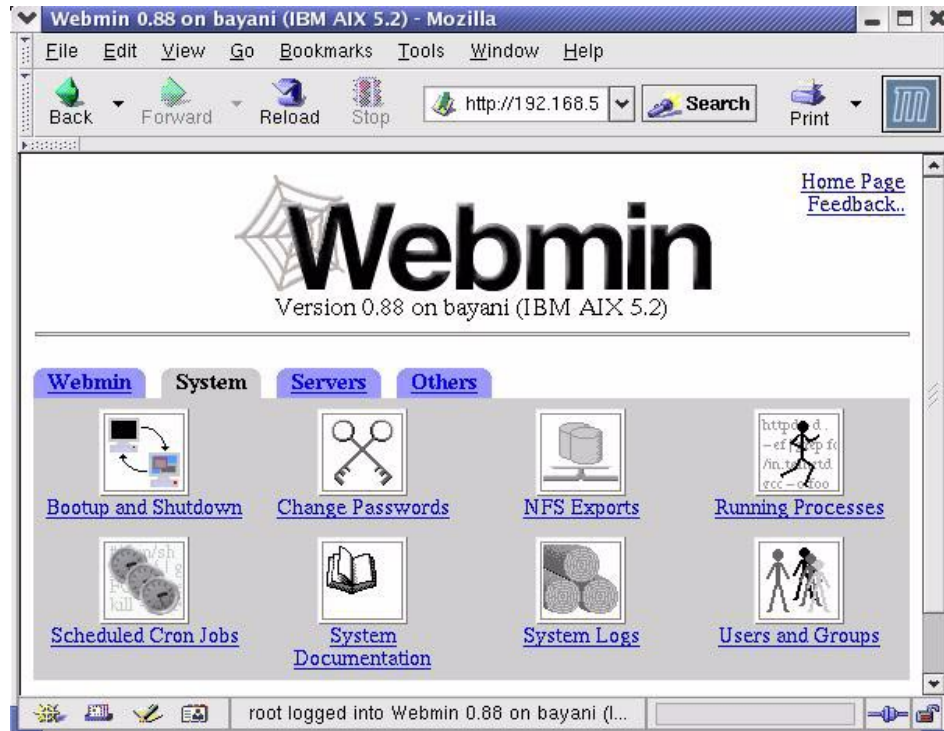 Webmin 0.88 on bayani (IBM AIX 5.2) - Mozilla
File Edit View Go Bookmarks Tools Window Help
Back Forward Reload Stop http://192.168.5 Search Print
Home Page
Feedback..
Webmin
Version 0.88 on bayani (IBM AIX 5.2)
Webmin System Servers Others
Bootup and Shutdown Change Passwords NFS Exports Running Processes
Scheduled Cron Jobs System Documentation System Logs Users and Groups
root logged into Webmin 0.88 on bayani (I...